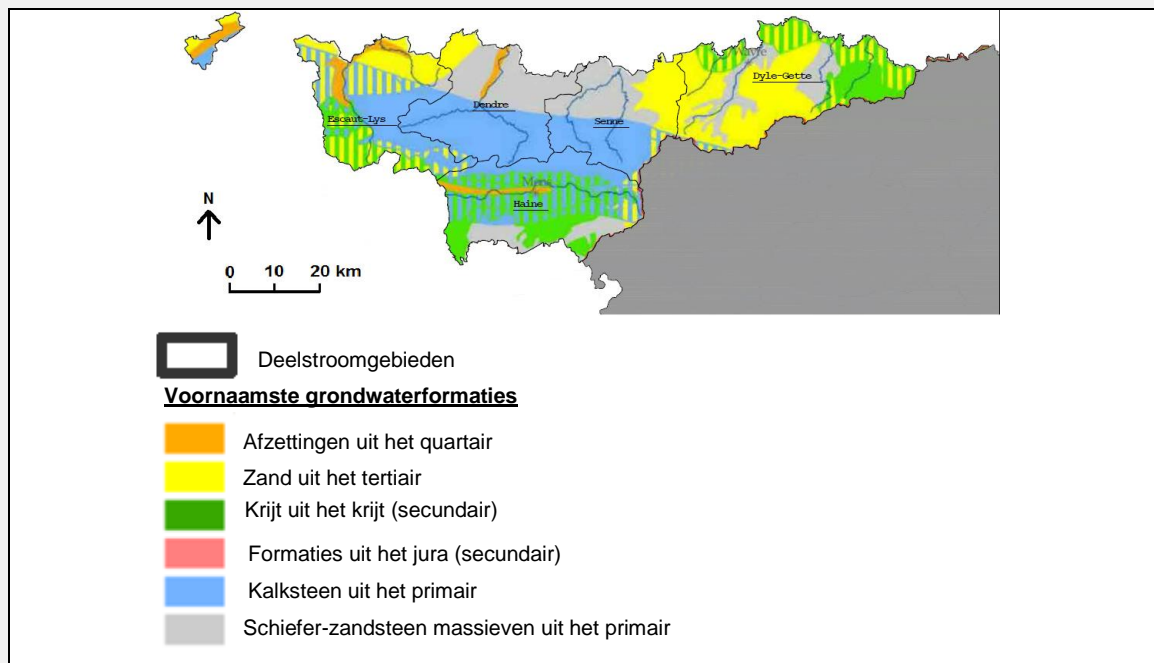 Wavre
Dyle-Gette
Dendre
Escaut-Lys
Senne
Mons
Haine
N
0 10 20 km
Deelstroomgebieden
Voornaamste grondwaterformaties
Afzettingen uit het quartair
Zand uit het tertiair
Krijt uit het krijt (secundair)
Formaties uit het jura (secundair)
Kalksteen uit het primair
Schiefer-zandsteen massieven uit het primair